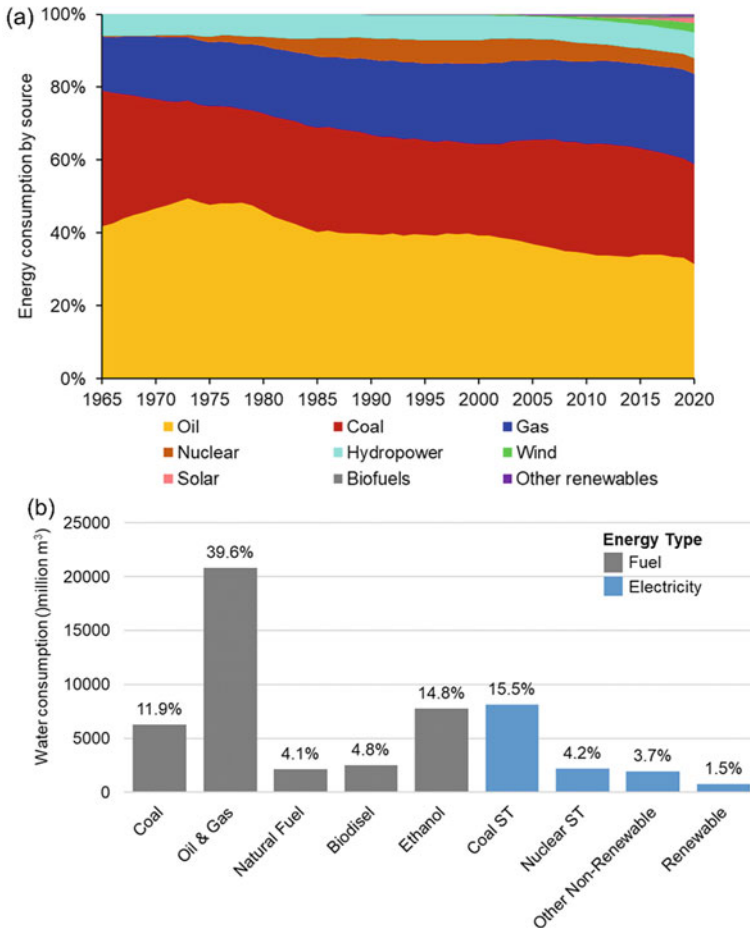 (a)
100%
80%
60%
40%
20%
0%
Energy consumption by source
1965 1970 1975 1980 1985 1990 1995 2000 2005 2010 2015 2020
Oil Coal Gas
Nuclear Hydropower Wind
Solar Biofuels Other renewables
(b)
25000
20000
15000
10000
5000
0
Water consumption ()million m³)
Energy Type
Fuel
Electricity
11.9%
39.6%
4.1%
4.8%
14.8%
15.5%
4.2%
3.7%
1.5%
Coal
Oil & Gas
Natural Fuel
Biodisel
Ethanol
Coal ST
Nuclear ST
Other Non-Renewable
Renewable